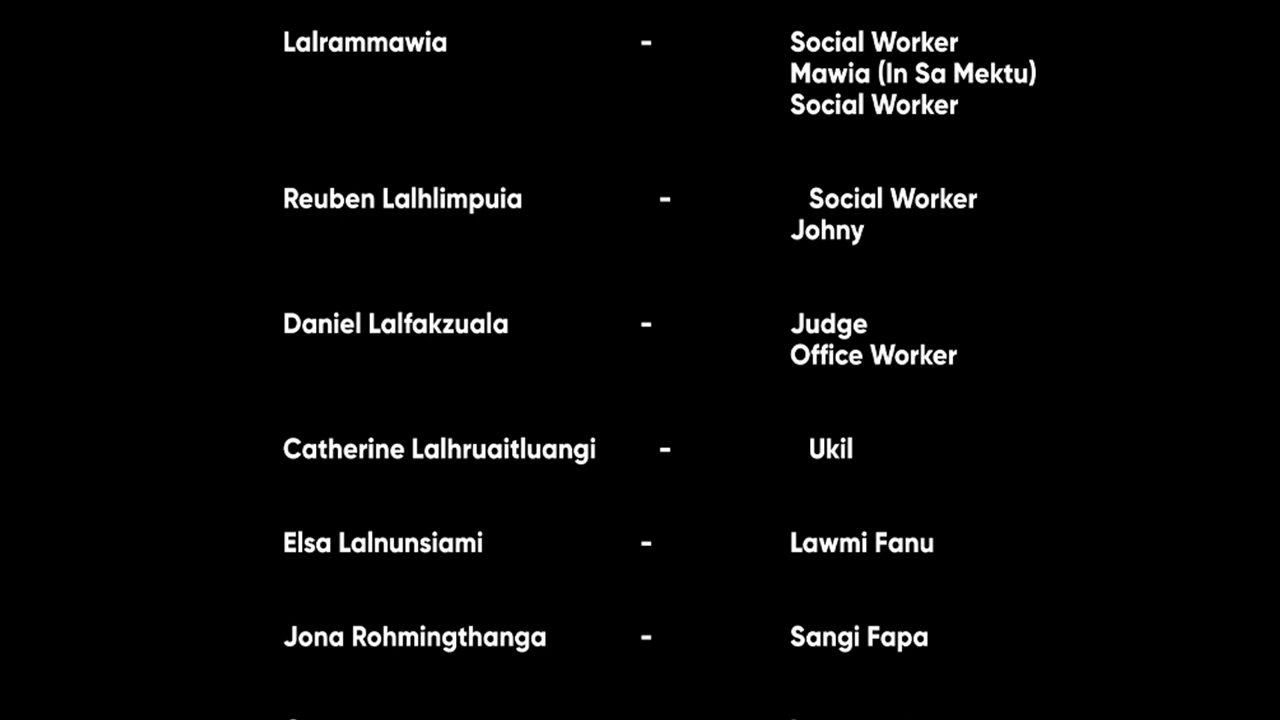 Lalrammawia - Social Worker
Mawia (In Sa Mektu)
Social Worker
Reuben Lalhlimpuia - Social Worker
Johny
Daniel Lalfakzuala - Judge
Office Worker
Catherine Lalhruaitluangi - Ukil
Elsa Lalnunsiami - Lawmi Fanu
Jona Rohmingthanga - Sangi Fapa